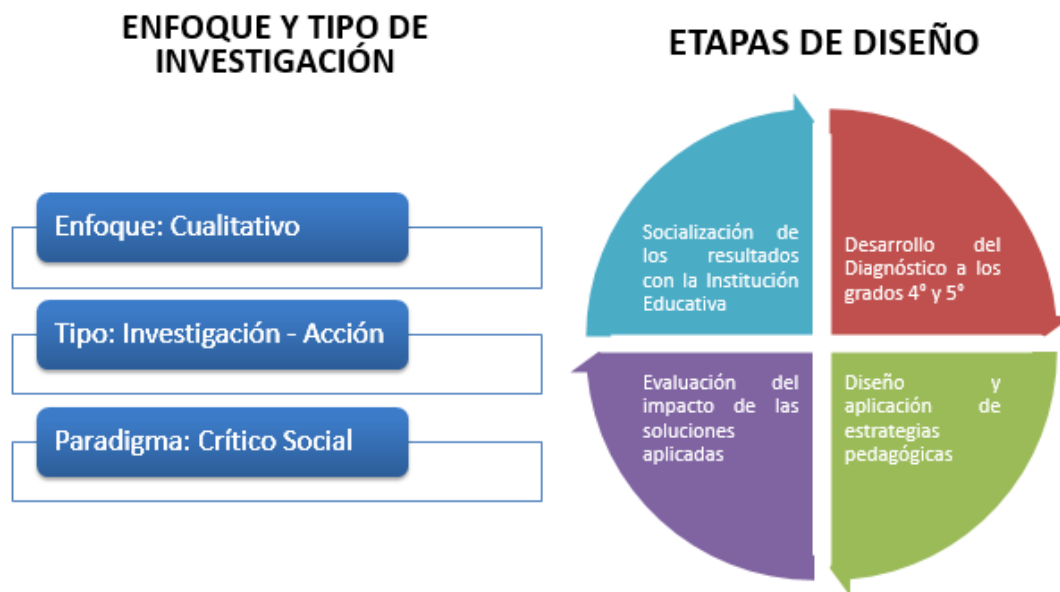 ENFOQUE Y TIPO DE
INVESTIGACIÓN
Enfoque: Cualitativo
Tipo: Investigación - Acción
Paradigma: Crítico Social
ETAPAS DE DISEÑO
Socialización de
los resultados
con la Institución
Educativa
Desarrollo del
Diagnóstico a los
grados 4° y 5°
Evaluación del
impacto de las
soluciones
aplicadas
Diseño y
aplicación de
estrategias
pedagógicas